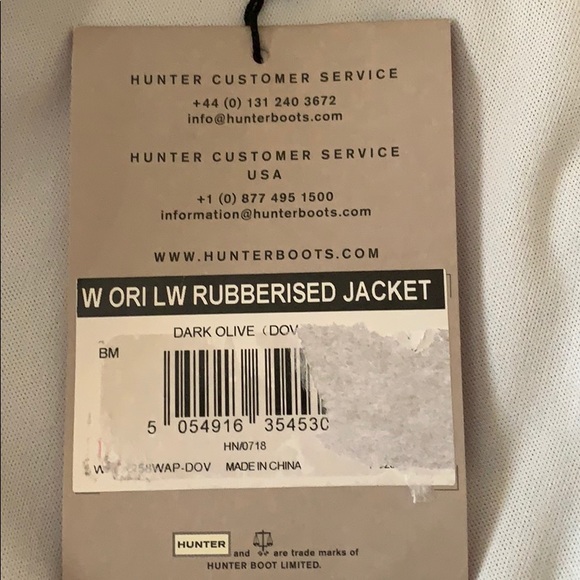 HUNTER CUSTOMER SERVICE
+44 (0) 131 240 3672
info@hunterboots.com
HUNTER CUSTOMER SERVICE
USA
+1 (0) 877 495 1500
information@hunterboots.com
WWW.HUNTERBOOTS.COM
W ORI LW RUBBERISED JACKET
DARK OLIVE (DOV
BM
5 054916 35453
HN/0718
WAP-DOV MADE IN CHINA
HUNTER and are trade marks of
HUNTER BOOT LIMITED.